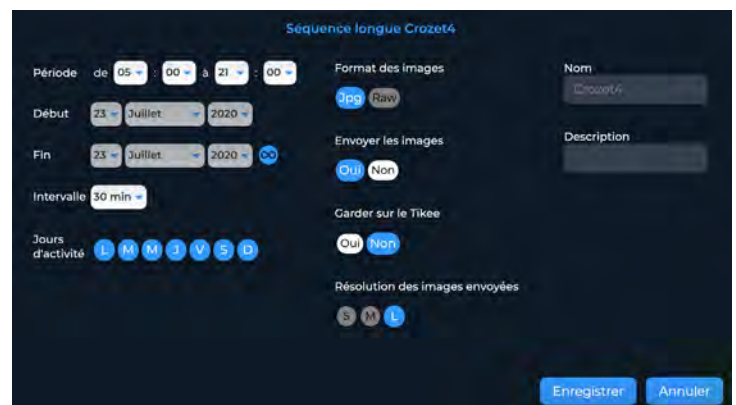 Séquence longue Crozet4
Période de 05 : 00 à 21 : 00
Début 23 Juillet 2020
Fin 23 Juillet 2020 ∞
Intervalle 30 min
Jours
d'activité L M M J V S D
Format des images
Jpg Raw
Envoyer les images
Oui Non
Garder sur le Tikee
Oui Non
Résolution des images envoyées
S M L
Nom
Crozet4
Description
Enregistrer Annuler